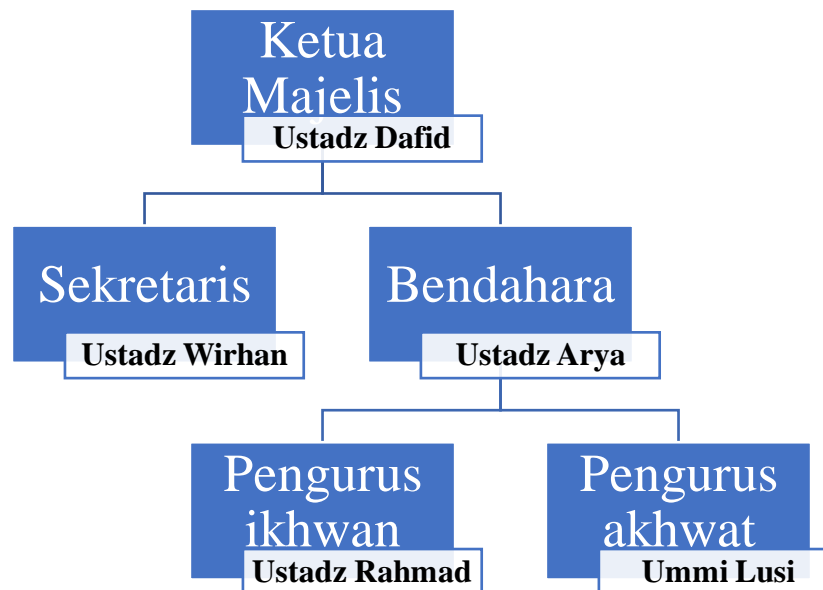 Ketua
Majelis
Ustadz Dafid
Sekretaris
Ustadz Wirhan
Bendahara
Ustadz Arya
Pengurus
ikhwan
Ustadz Rahmad
Pengurus
akhwat
Ummi Lusi